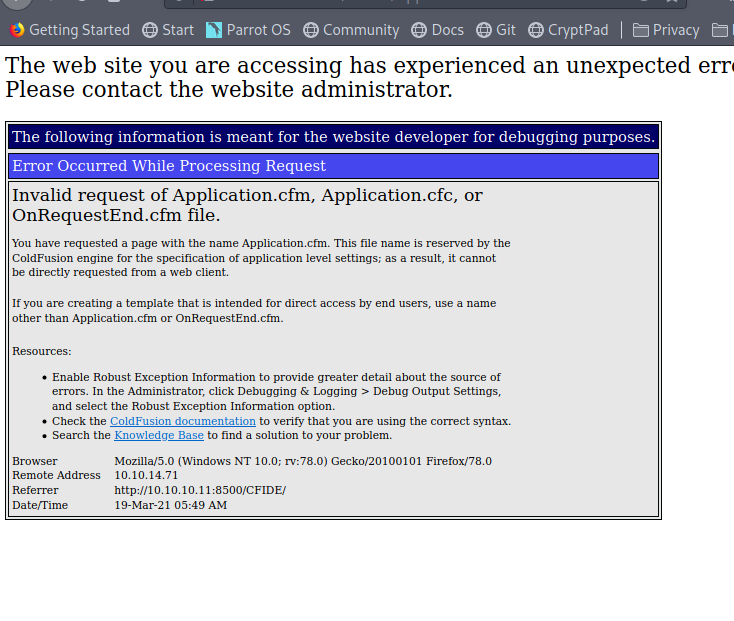 Getting Started Start Parrot OS Community Docs Git CryptPad Privacy
The web site you are accessing has experienced an unexpected
Please contact the website administrator.
The following information is meant for the website developer for debugging purposes.
Error Occurred While Processing Request
Invalid request of Application.cfm, Application.cfc, or
OnRequestEnd.cfm file.
You have requested a page with the name Application.cfm. This file name is reserved by the
ColdFusion engine for the specification of application level settings; as a result, it cannot
be directly requested from a web client.
If you are creating a template that is intended for direct access by end users, use a name
other than Application.cfm or OnRequestEnd.cfm.
Resources:
• Enable Robust Exception Information to provide greater detail about the source of
errors. In the Administrator, click Debugging & Logging > Debug Output Settings,
and select the Robust Exception Information option.
• Check the ColdFusion documentation to verify that you are using the correct syntax.
• Search the Knowledge Base to find a solution to your problem.
Browser Mozilla/5.0 (Windows NT 10.0; rv:78.0) Gecko/20100101 Firefox/78.0
Remote Address 10.10.14.71
Referrer http://10.10.10.11:8500/CFIDE/
Date/Time 19-Mar-21 05:49 AM